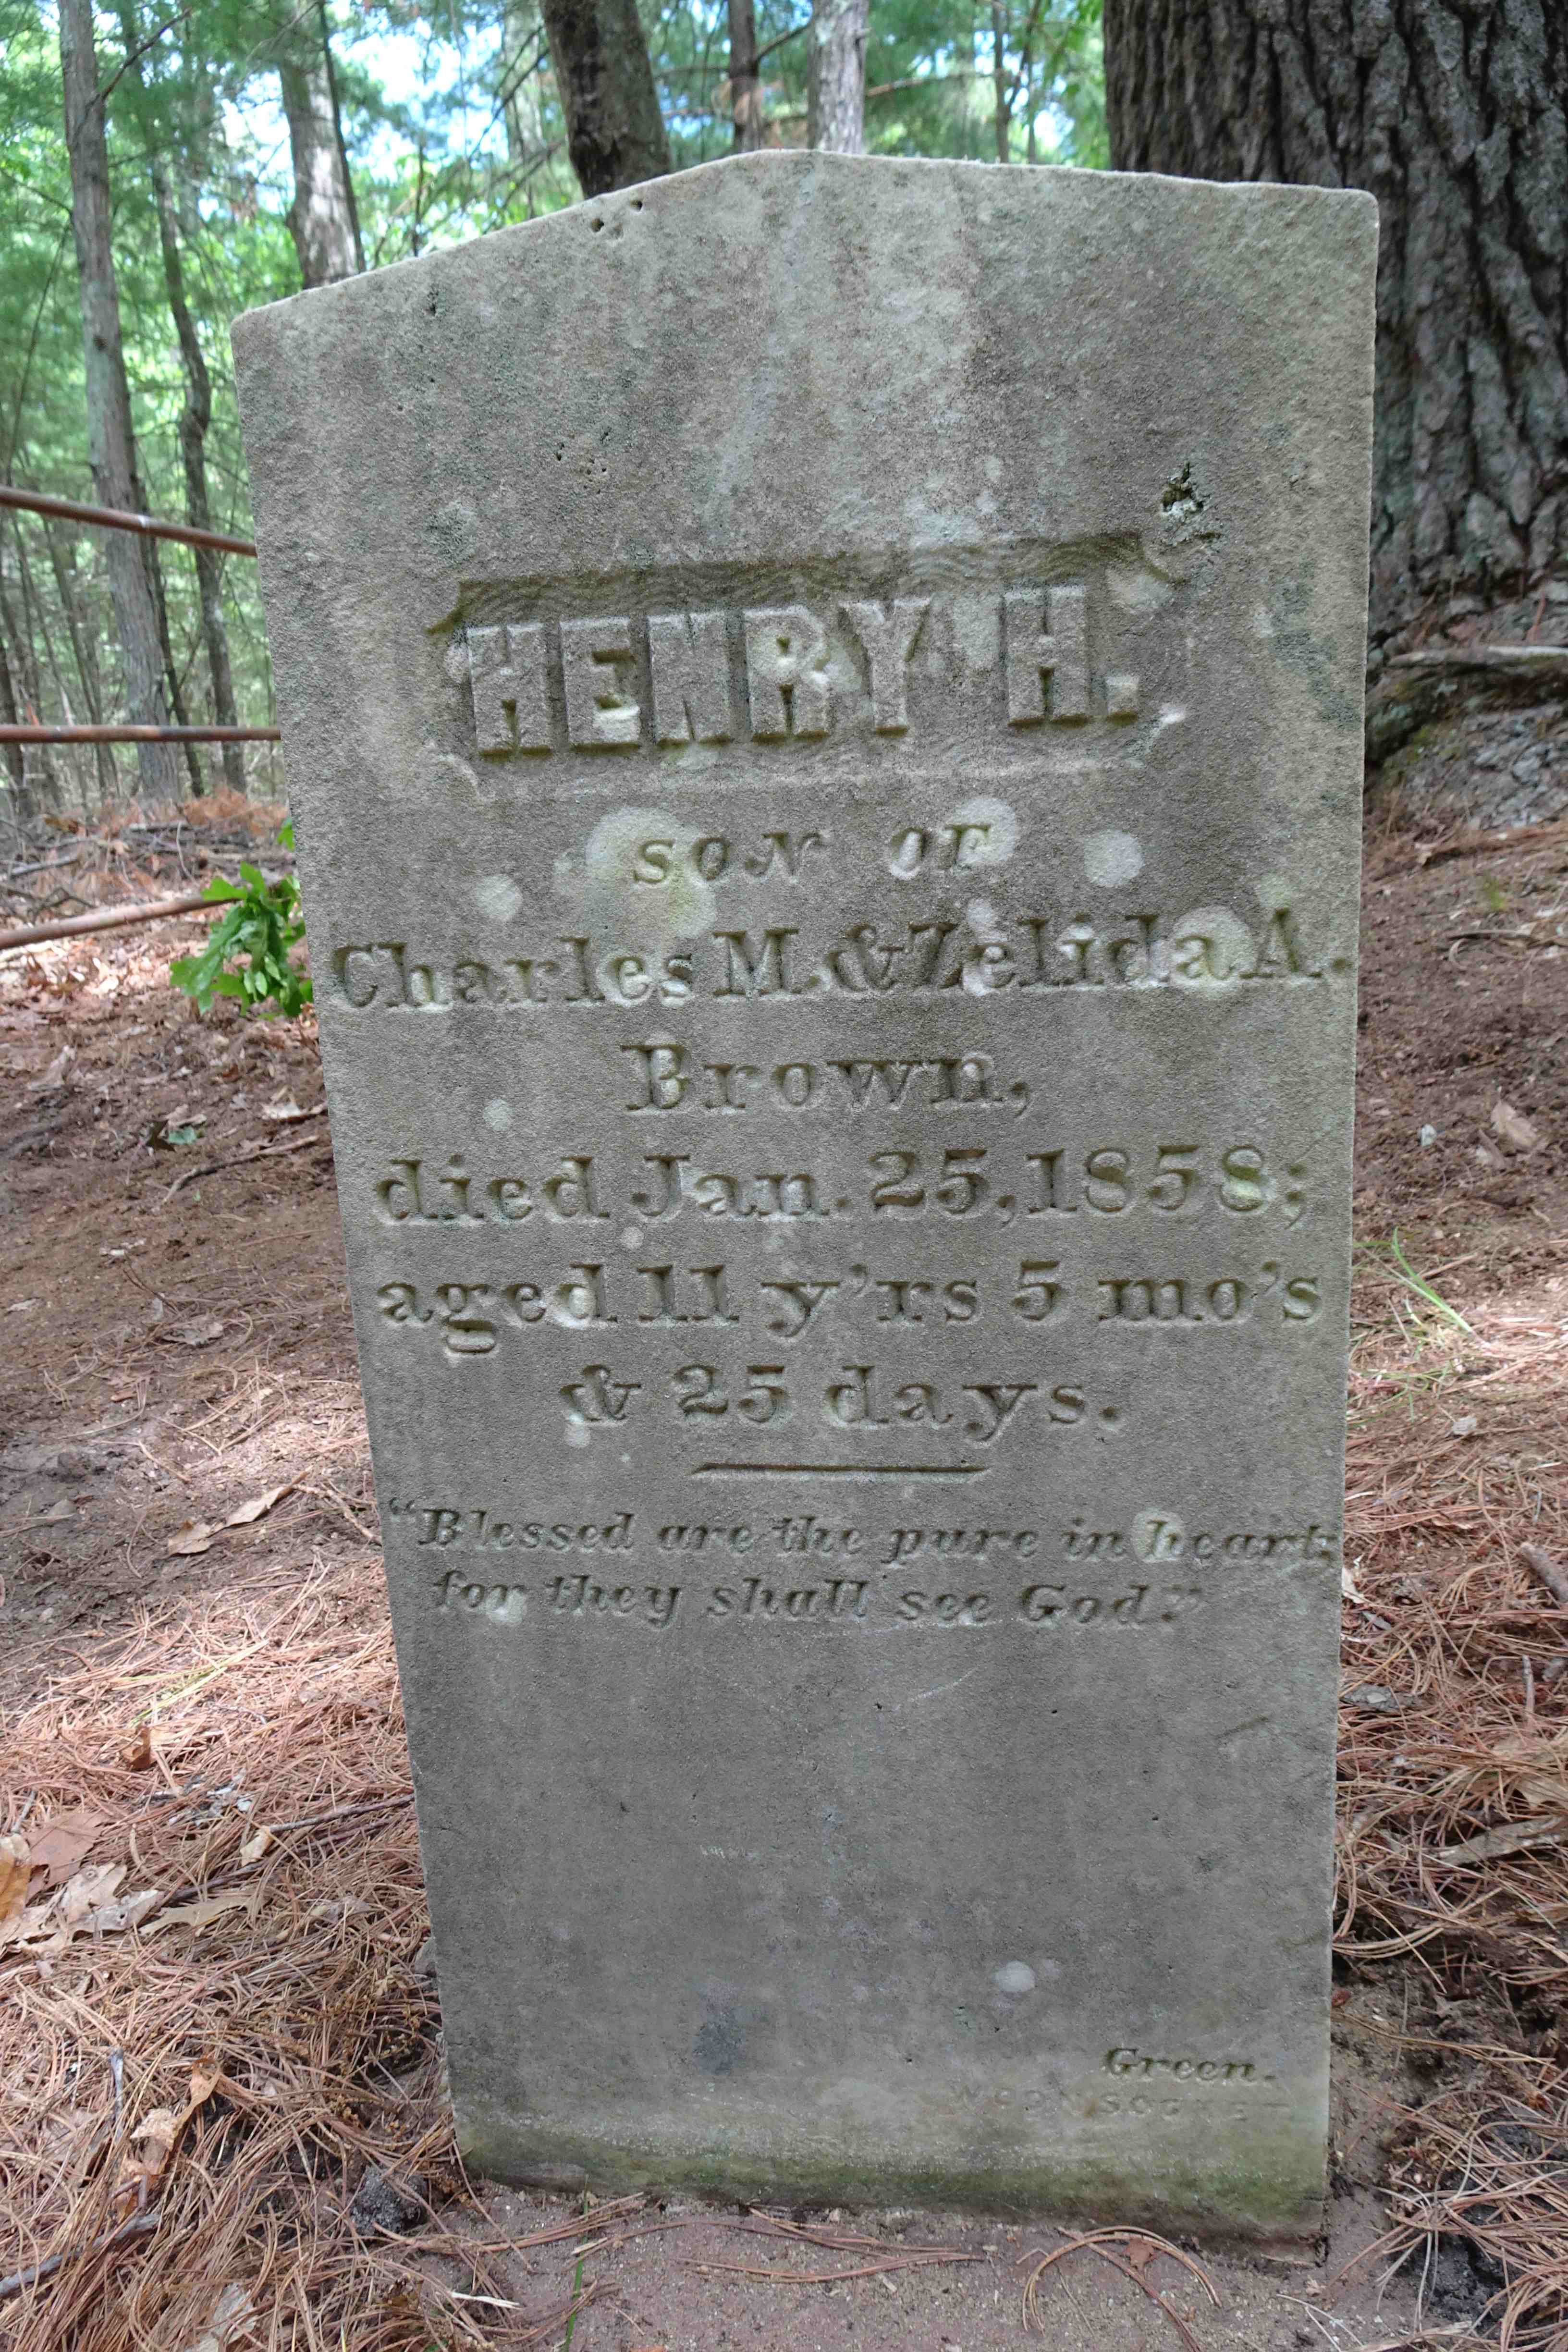 HENRY H.
SON OF
Charles M. & Zelida A.
Brown,
died Jan. 25, 1858;
aged 11 y'rs 5 mo's
& 25 days.
"Blessed are the pure in heart:
for they shall see God."
Green.
WOONSOCKET